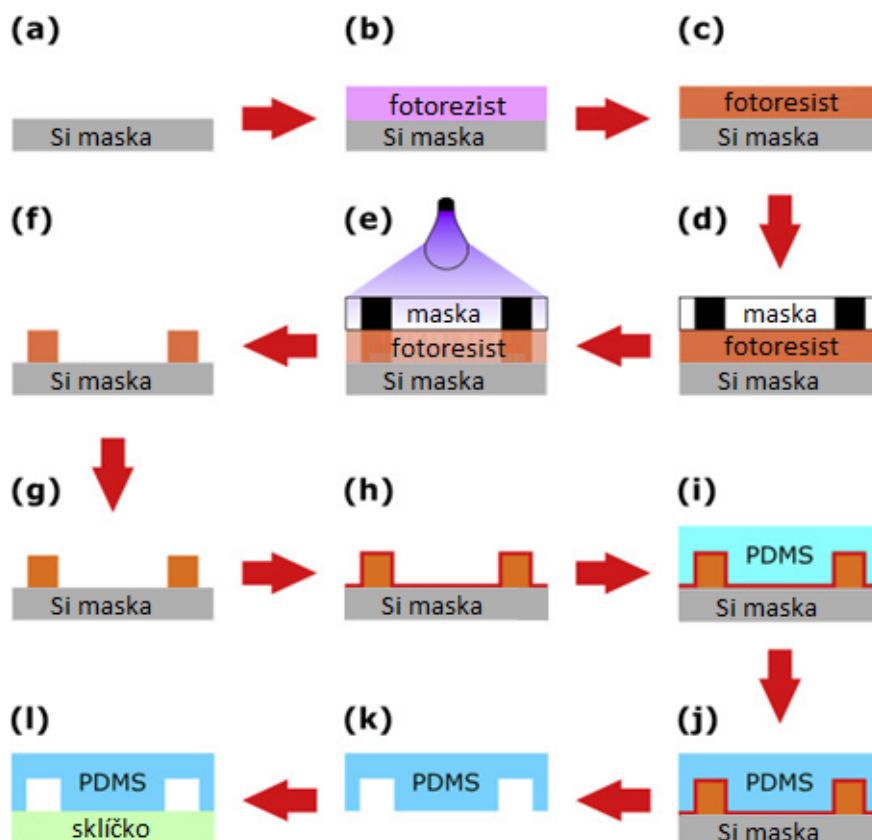 (a)
Si maska
(b)
fotorezist
Si maska
(c)
fotoresist
Si maska
(d)
maska
fotoresist
Si maska
(e)
maska
fotoresist
Si maska
(f)
Si maska
(g)
Si maska
(h)
Si maska
(i)
PDMS
Si maska
(j)
PDMS
Si maska
(k)
PDMS
(l)
PDMS
sklíčko